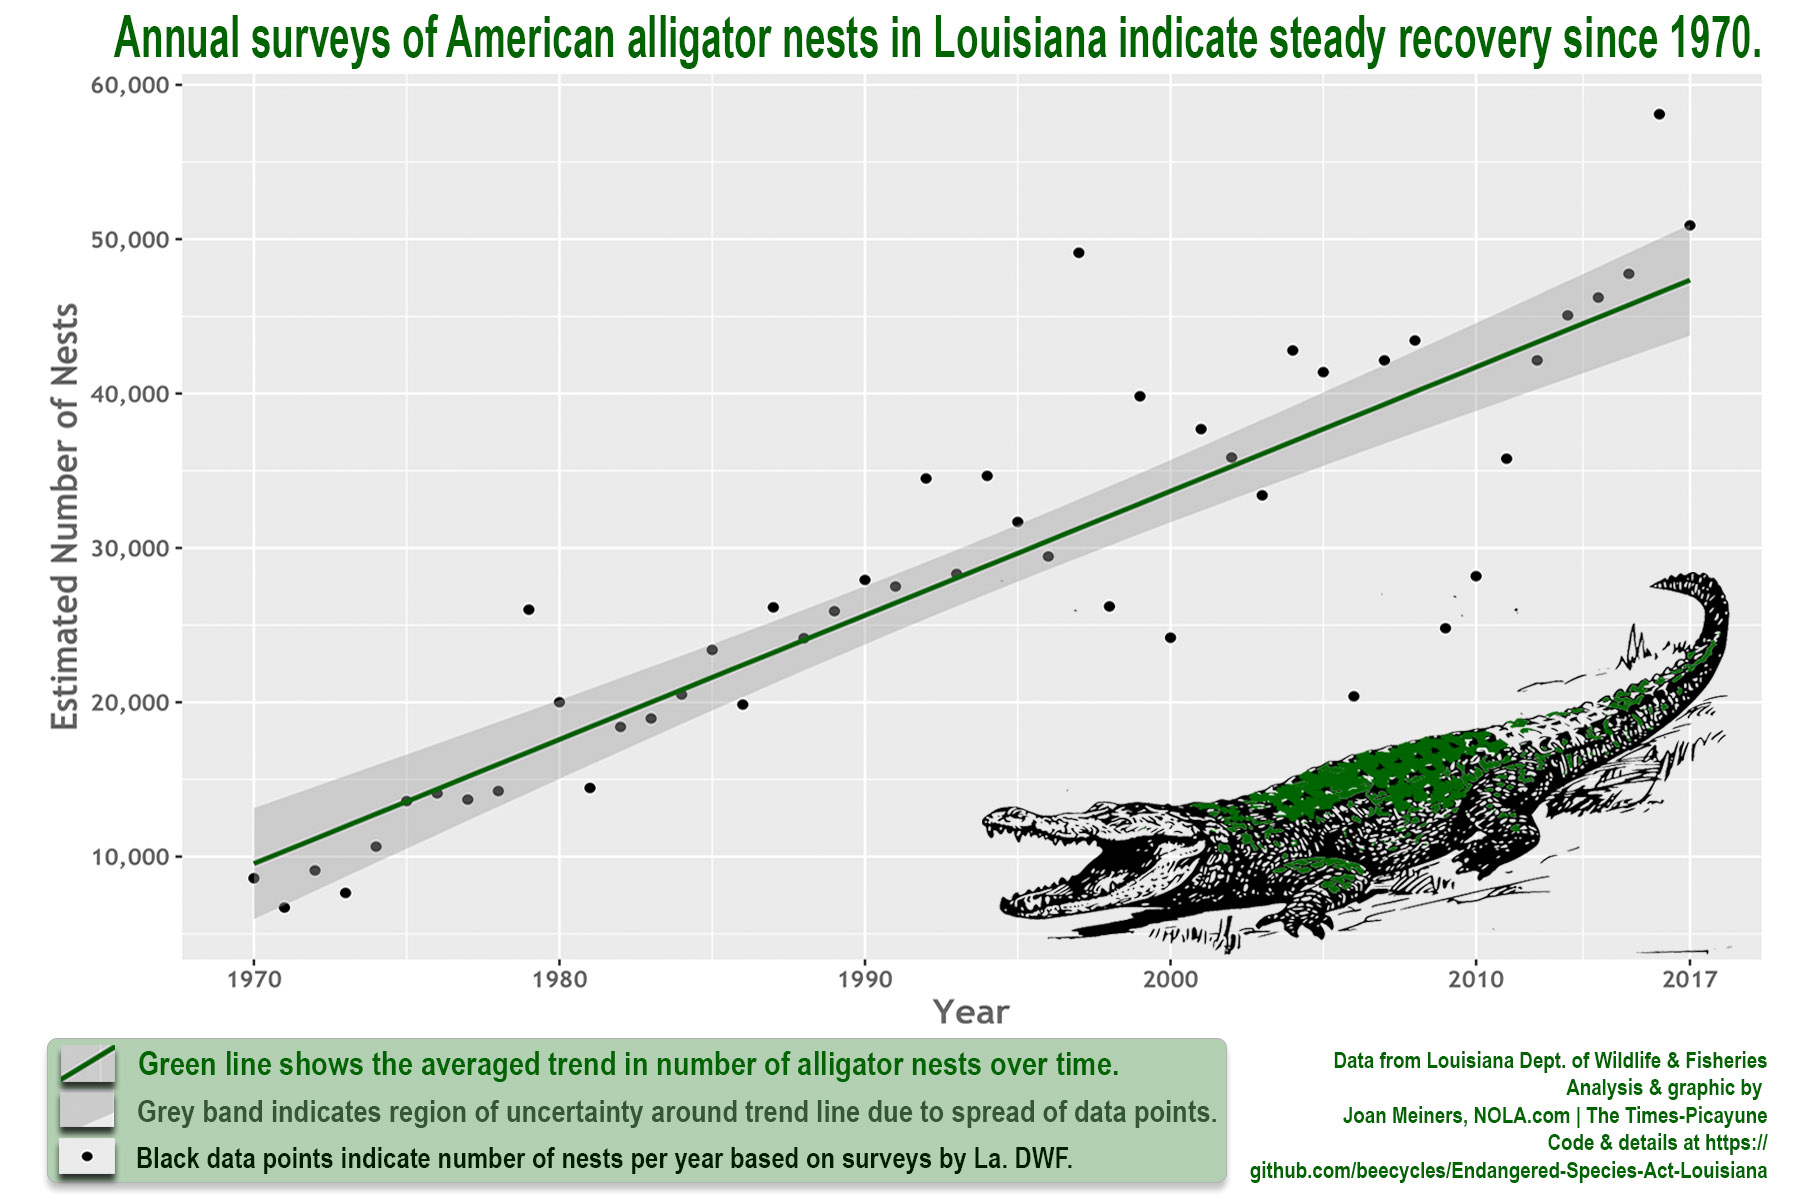 Annual surveys of American alligator nests in Louisiana indicate steady recovery since 1970.
60,000
50,000
40,000
30,000
20,000
10,000
Estimated Number of Nests
1970 1980 1990 2000 2010 2017
Year
Green line shows the averaged trend in number of alligator nests over time.
Grey band indicates region of uncertainty around trend line due to spread of data points.
Black data points indicate number of nests per year based on surveys by La. DWF.
Data from Louisiana Dept. of Wildlife & Fisheries
Analysis & graphic by
Joan Meiners, NOLA.com | The Times-Picayune
Code & details at https://
github.com/beecycles/Endangered-Species-Act-Louisiana